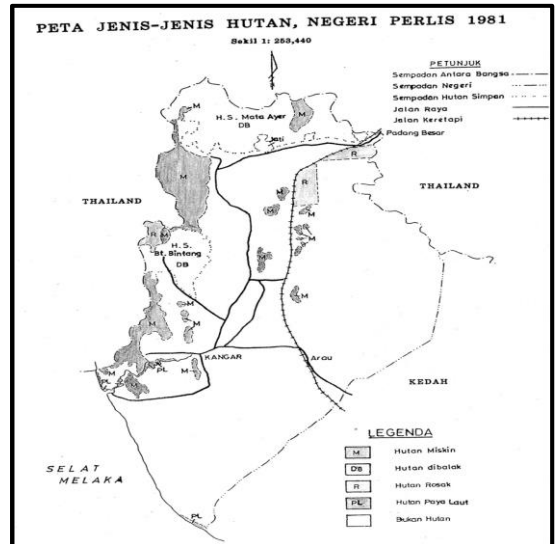 PETA JENIS-JENIS HUTAN, NEGERI PERLIS 1981
Sekil 1: 253,440
PETUNJUK
Sempadan Antara Bangsa
Sempadan Negeri
Sempadan Hutan Simpan
Jalan Raya
Jalan Keretapi
Padang Besar
M
H.S. Mata Ayer
DB
M
Jati
R
M
R
THAILAND
THAILAND
M
M
M
M
R
M
H.S.
Bt. Bintang
DB
M
M
M
M
KANGAR
Arau
PL
M
PL
M
M
KEDAH
SELAT
MELAKA
PL
LEGENDA
M Hutan Miskin
DB Hutan dibalak
R Hutan Rosak
PL Hutan Paya Laut
Bukan Hutan